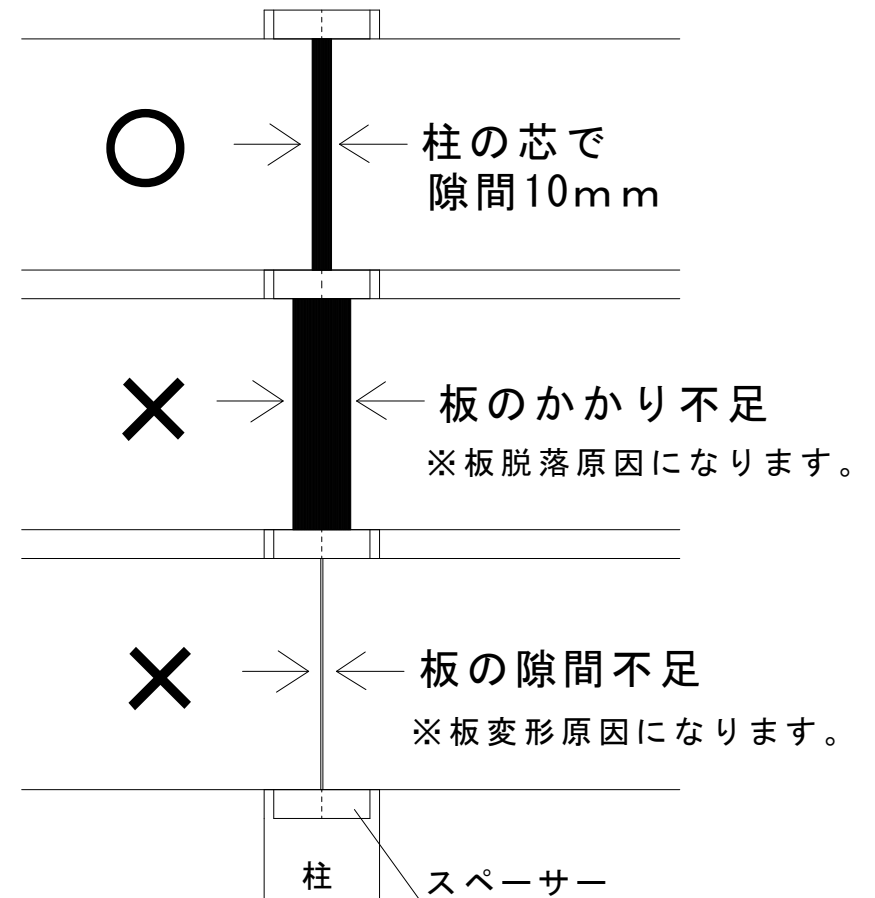 ○
柱の芯で
隙間10mm
×
板のかかり不足
※板脱落原因になります。
×
板の隙間不足
※板変形原因になります。
柱
スペーサー